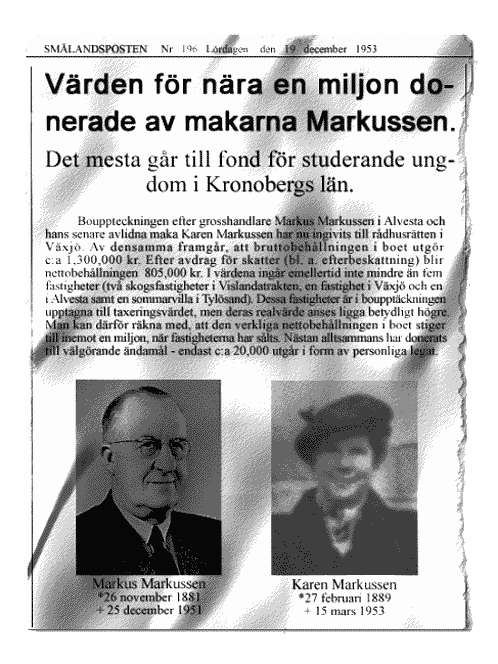 SMÅLANDSPOSTEN Nr 196 Lördagen den 19 december 1953
Värden för nära en miljon do-
nerade av makarna Markussen.
Det mesta går till fond för studerande ung-
dom i Kronobergs län.
Bouppteckningen efter grosshandlare Markus Markussen i Alvesta och
hans senare avlidna maka Karen Markussen har nu ingivits till rådhusrätten i
Växjö. Av densamma framgår, att bruttobehållningen i boet utgör
c:a 1,300,000 kr. Efter avdrag för skatter (bl. a. efterbeskattning) blir
nettobehållningen 805,000 kr. I värdena ingår emellertid inte mindre än fem
fastigheter (två skogsfastigheter i Vislandatrakten, en fastighet i Växjö och en
i Alvesta samt en sommarvilla i Tylösand). Dessa fastigheter är i bouppteckningen
upptagna till taxeringsvärdet, men deras realvärde anses ligga betydligt högre.
Man kan därför räkna med, att den verkliga nettobehållningen i boet stiger
till inemot en miljon, när fastigheterna har sålts. Nästan alltsammans har donerats
till välgörande ändamål - endast c:a 20,000 utgår i form av personliga legat.
Markus Markussen
*26 november 1881
+ 25 december 1951
Karen Markussen
*27 februari 1889
+ 15 mars 1953